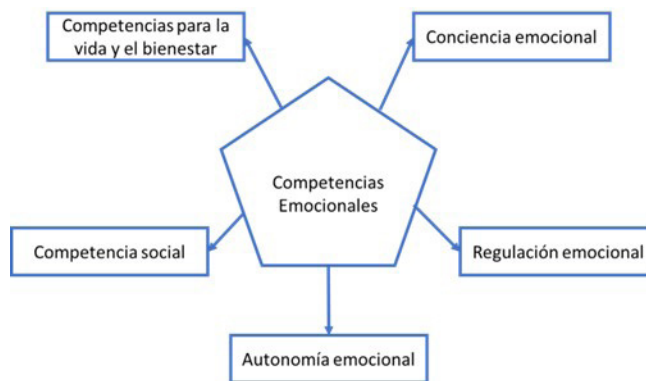 Competencias para la
vida y el bienestar
Conciencia emocional
Competencias
Emocionales
Competencia social
Regulación emocional
Autonomía emocional